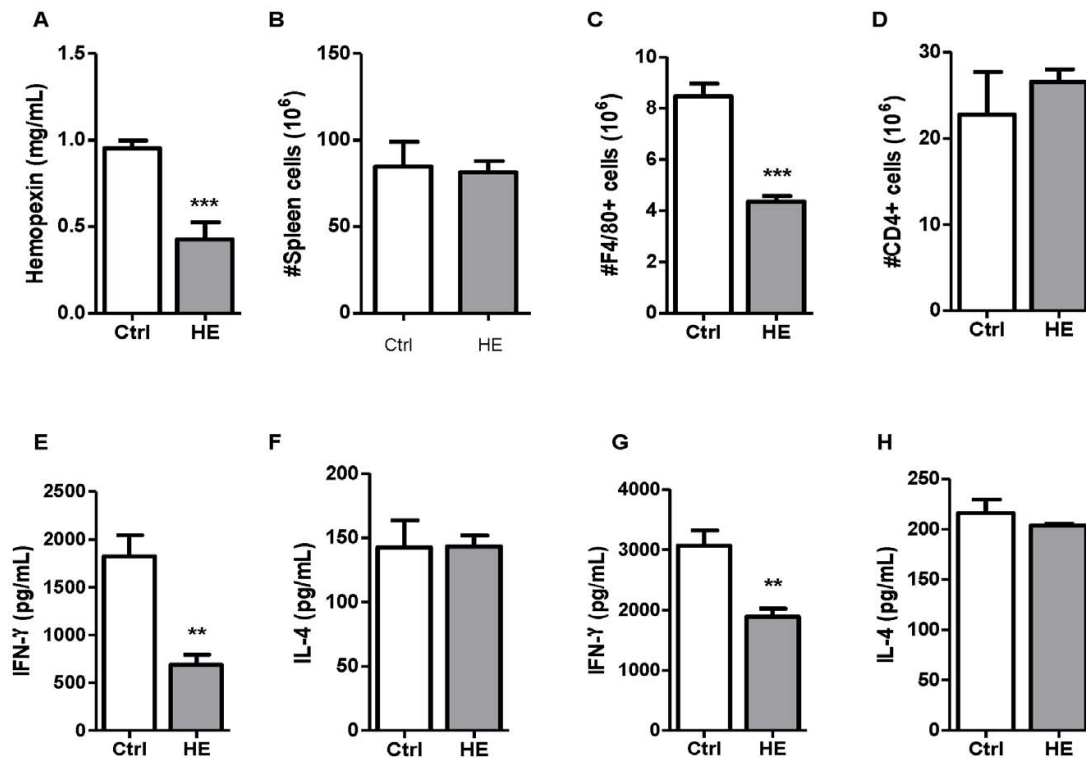 A
Hemopexin (mg/mL)
1.5
1.0
0.5
0.0
***
Ctrl HE
B
#Spleen cells (10⁶)
150
100
50
0
Ctrl HE
C
#F4/80+ cells (10⁶)
10
8
6
4
2
0
***
Ctrl HE
D
#CD4+ cells (10⁶)
30
20
10
0
Ctrl HE
E
IFN-γ (pg/mL)
2500
2000
1500
1000
500
0
**
Ctrl HE
F
IL-4 (pg/mL)
200
150
100
50
0
Ctrl HE
G
IFN-γ (pg/mL)
4000
3000
2000
1000
0
**
Ctrl HE
H
IL-4 (pg/mL)
250
200
150
100
50
0
Ctrl HE